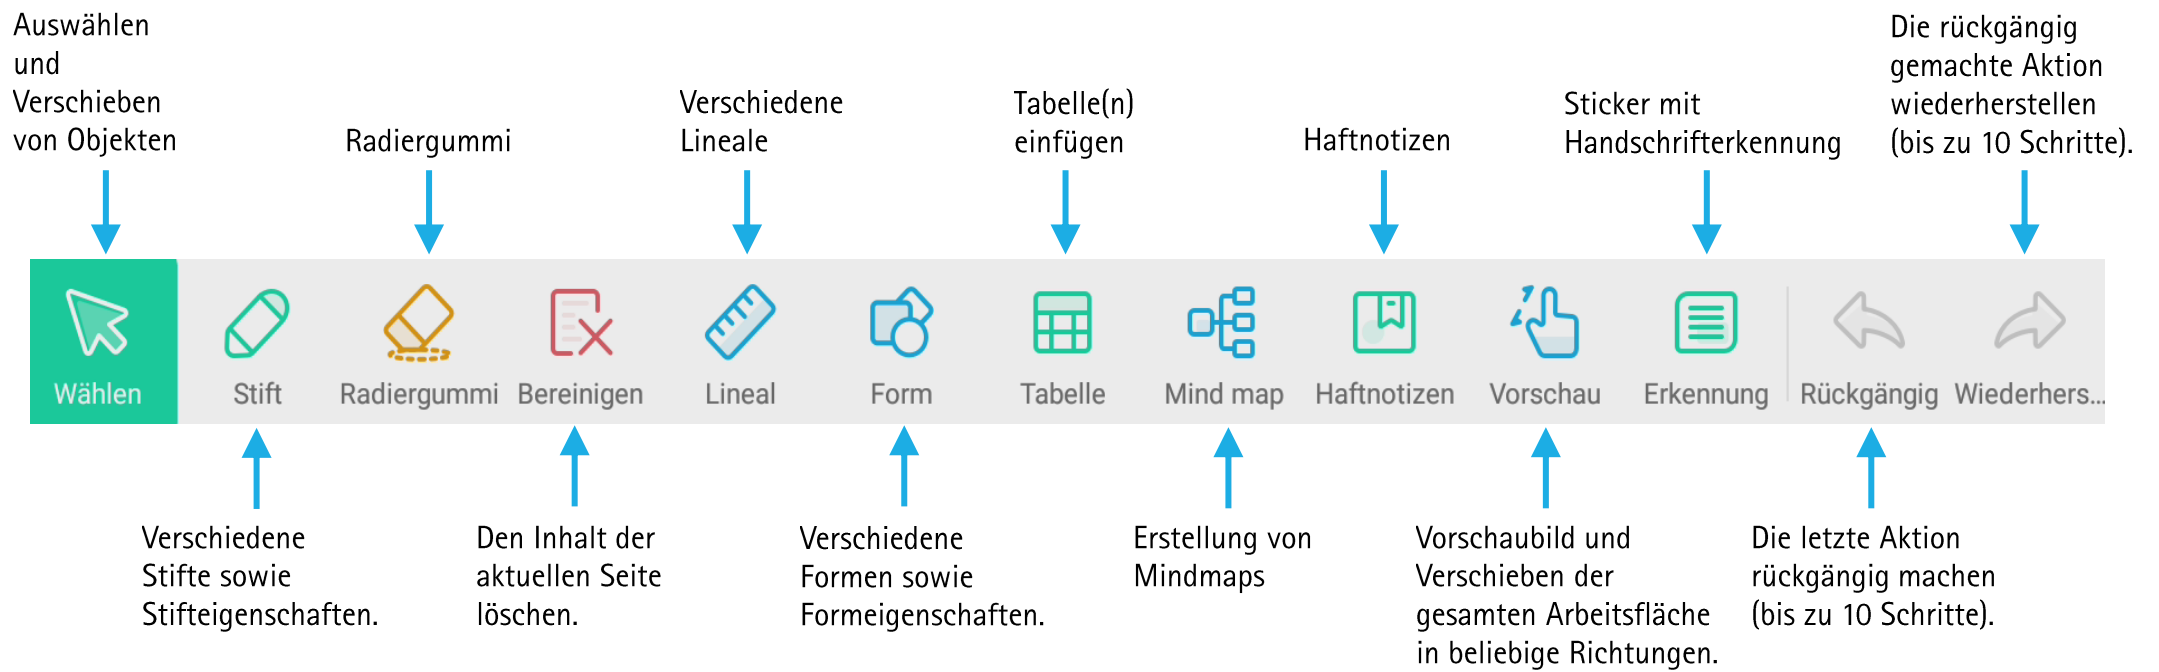 Auswählen
und
Verschieben
von Objekten
Radiergummi
Verschiedene
Lineale
Tabelle(n)
einfügen
Haftnotizen
Sticker mit
Handschrifterkennung
Die rückgängig
gemachte Aktion
wiederherstellen
(bis zu 10 Schritte).
Wählen
Stift
Radiergummi
Bereinigen
Lineal
Form
Tabelle
Mind map
Haftnotizen
Vorschau
Erkennung
Rückgängig
Wiederhers...
Verschiedene
Stifte sowie
Stifteigenschaften.
Den Inhalt der
aktuellen Seite
löschen.
Verschiedene
Formen sowie
Formeigenschaften.
Erstellung von
Mindmaps
Vorschaubild und
Verschieben der
gesamten Arbeitsfläche
in beliebige Richtungen.
Die letzte Aktion
rückgängig machen
(bis zu 10 Schritte).